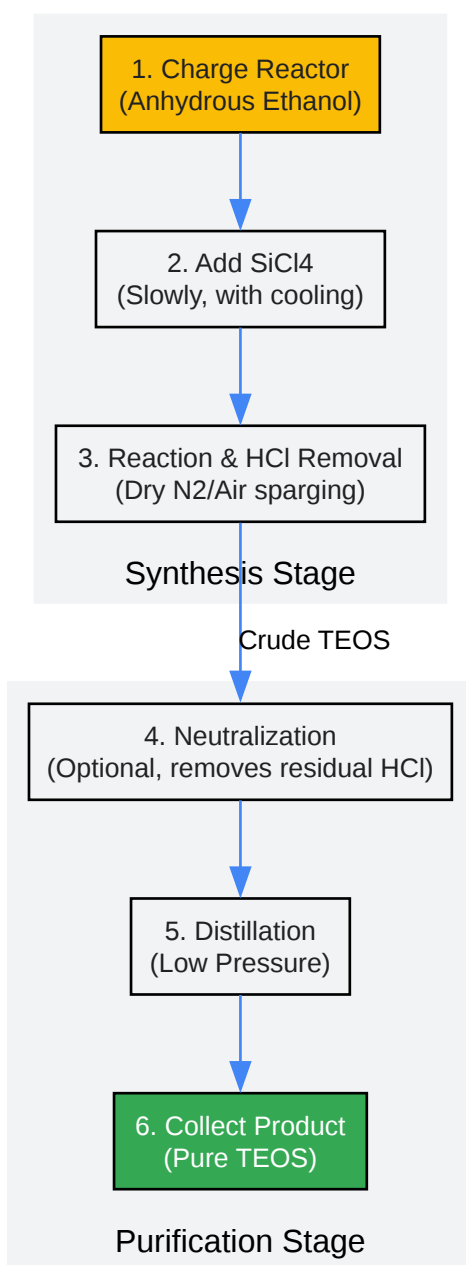 1. Charge Reactor
(Anhydrous Ethanol)
2. Add SiCl4
(Slowly, with cooling)
3. Reaction & HCl Removal
(Dry N2/Air sparging)
Synthesis Stage
Crude TEOS
4. Neutralization
(Optional, removes residual HCl)
5. Distillation
(Low Pressure)
6. Collect Product
(Pure TEOS)
Purification Stage